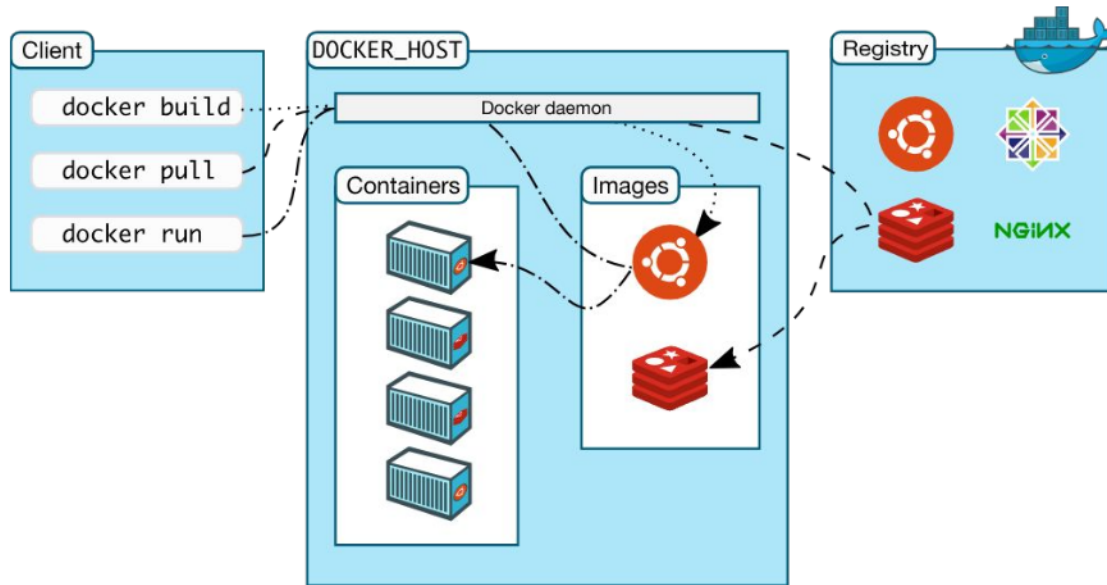 Client
docker build
docker pull
docker run
DOCKER_HOST
Docker daemon
Containers
Images
Registry
NGiNX